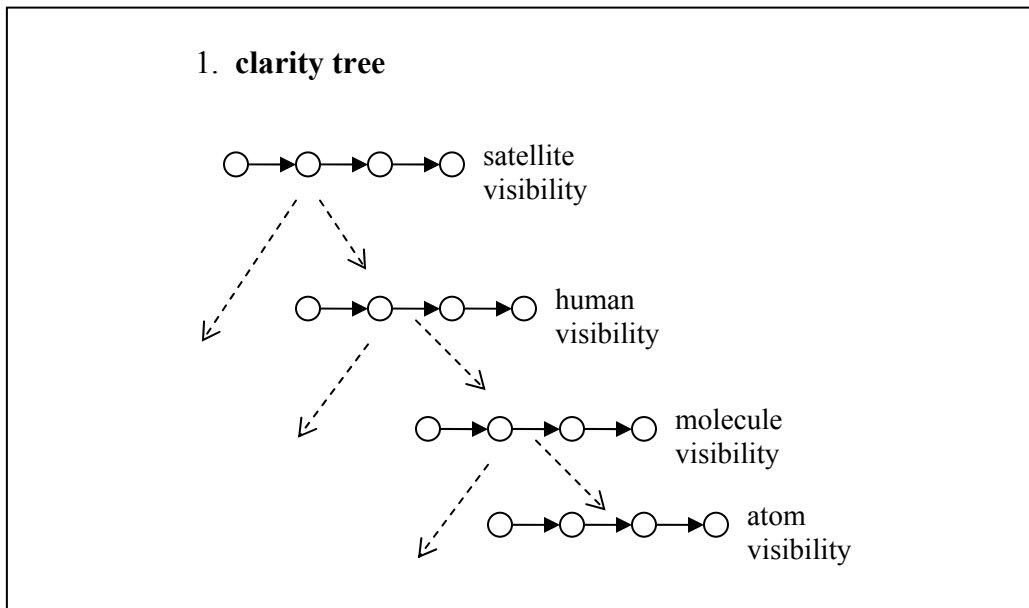 1. clarity tree
satellite
visibility
human
visibility
molecule
visibility
atom
visibility